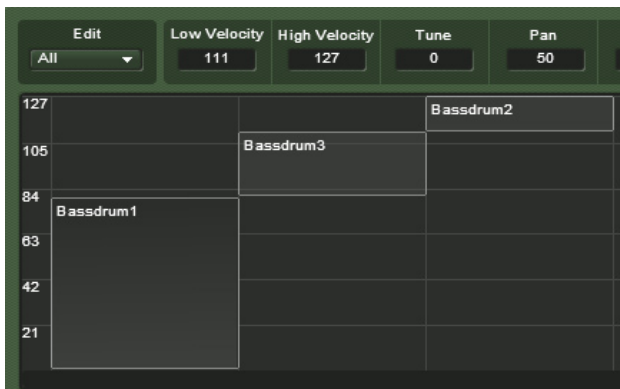 Edit Low Velocity High Velocity Tune Pan
All 111 127 0 50
127
Bassdrum2
105
Bassdrum3
84
Bassdrum1
63
42
21